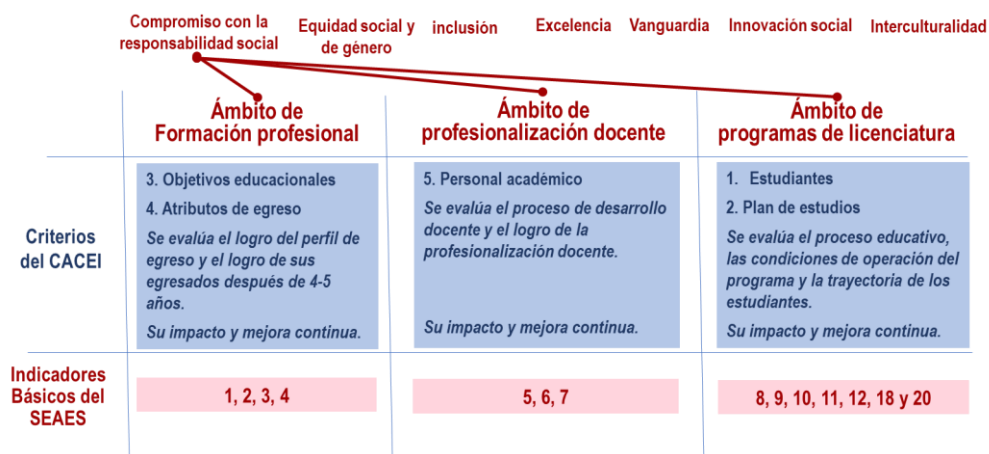 Compromiso con la
responsabilidad social
Equidad social y
de género
inclusión
Excelencia
Vanguardia
Innovación social
Interculturalidad
Ámbito de
Formación profesional
Ámbito de
profesionalización docente
Ámbito de
programas de licenciatura
Criterios
del CACEI
3. Objetivos educacionales
4. Atributos de egreso
Se evalúa el logro del perfil de
egreso y el logro de sus
egresados después de 4-5
años.
Su impacto y mejora continua.
5. Personal académico
Se evalúa el proceso de desarrollo
docente y el logro de la
profesionalización docente.
Su impacto y mejora continua.
1. Estudiantes
2. Plan de estudios
Se evalúa el proceso educativo,
las condiciones de operación del
programa y la trayectoria de los
estudiantes.
Su impacto y mejora continua.
Indicadores
Básicos del
SEAES
1, 2, 3, 4
5, 6, 7
8, 9, 10, 11, 12, 18 y 20